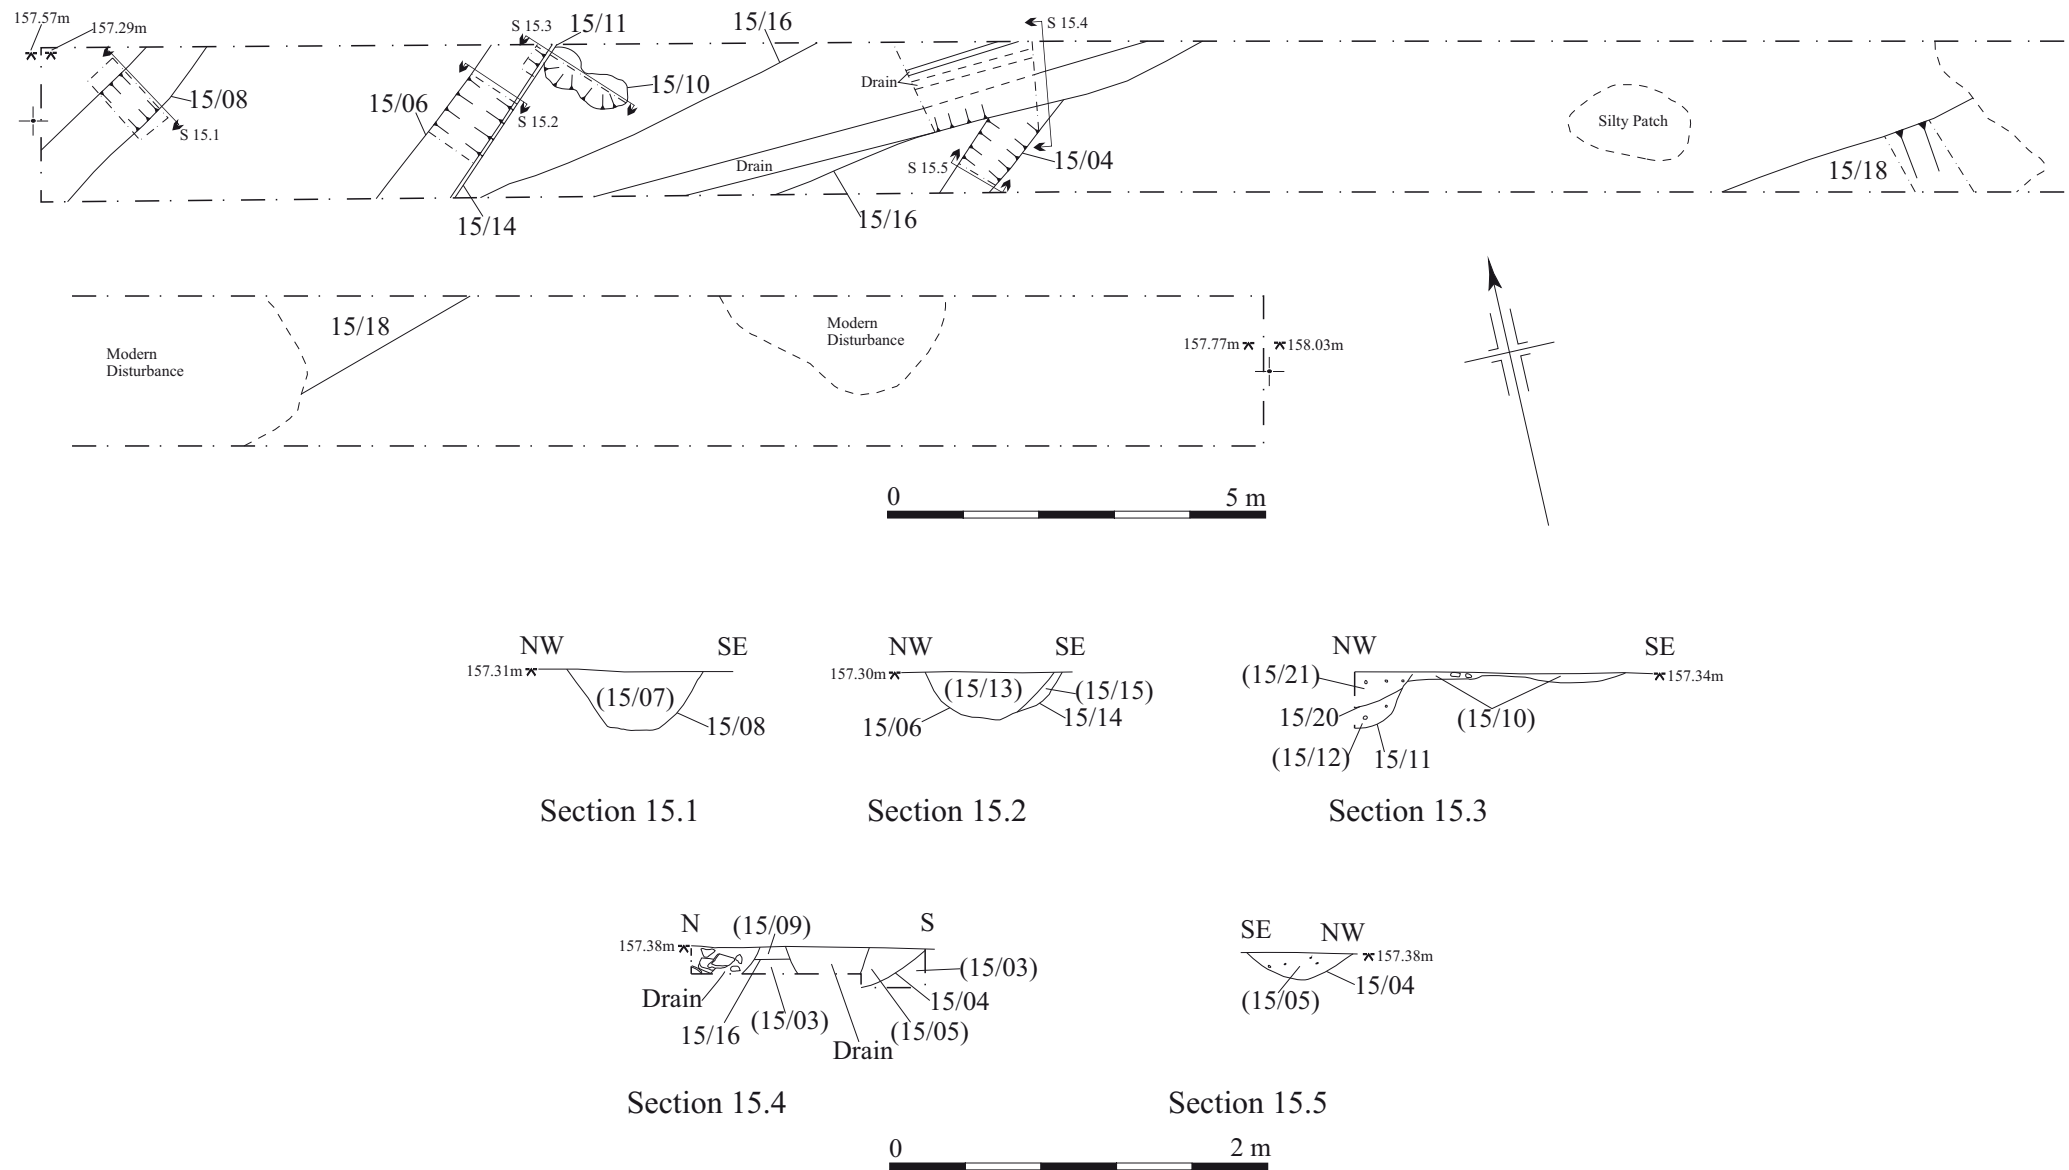 157.57m
157.29m
S 15.3
15/11
15/16
S 15.4
15/08
15/06
15/10
Drain
S 15.1
S 15.2
Silty Patch
Drain
S 15.5
15/04
15/18
15/14
15/16
15/18
Modern
Disturbance
Modern
Disturbance
157.77m
158.03m
0 5 m
NW SE
157.31m
(15/07)
15/08
Section 15.1
NW SE
157.30m
(15/13)
(15/15)
15/06
15/14
Section 15.2
NW SE
(15/21)
157.34m
15/20
(15/10)
(15/12)
15/11
Section 15.3
N S
(15/09)
157.38m
(15/03)
Drain
15/04
15/16
(15/03)
(15/05)
Drain
Section 15.4
SE NW
157.38m
(15/05)
15/04
Section 15.5
0 2 m